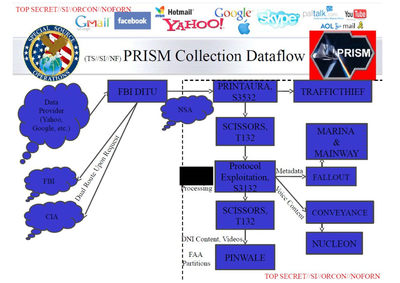 TOP SECRET//SI//ORCON//NOFORN
Gmail
facebook
Hotmail
YAHOO!
Google
skype
paltalk
YouTube
AOL mail
SPECIAL SOURCE
OPERATIONS
(TS//SI//NF) PRISM Collection Dataflow
PRISM
Data
Provider
(Yahoo,
Google, etc.)
FBI DITU
NSA
PRINTAURA,
S3532
TRAFFICTHIEF
SCISSORS,
T132
MARINA
&
MAINWAY
FBI
Dual Route Upon Request
Processing
Protocol
Exploitation,
S3132
Metadata
FALLOUT
Voice Content
CIA
SCISSORS,
T132
CONVEYANCE
DNI Content, Videos
FAA
Partitions
PINWALE
NUCLEON
TOP SECRET//SI//ORCON//NOFORN